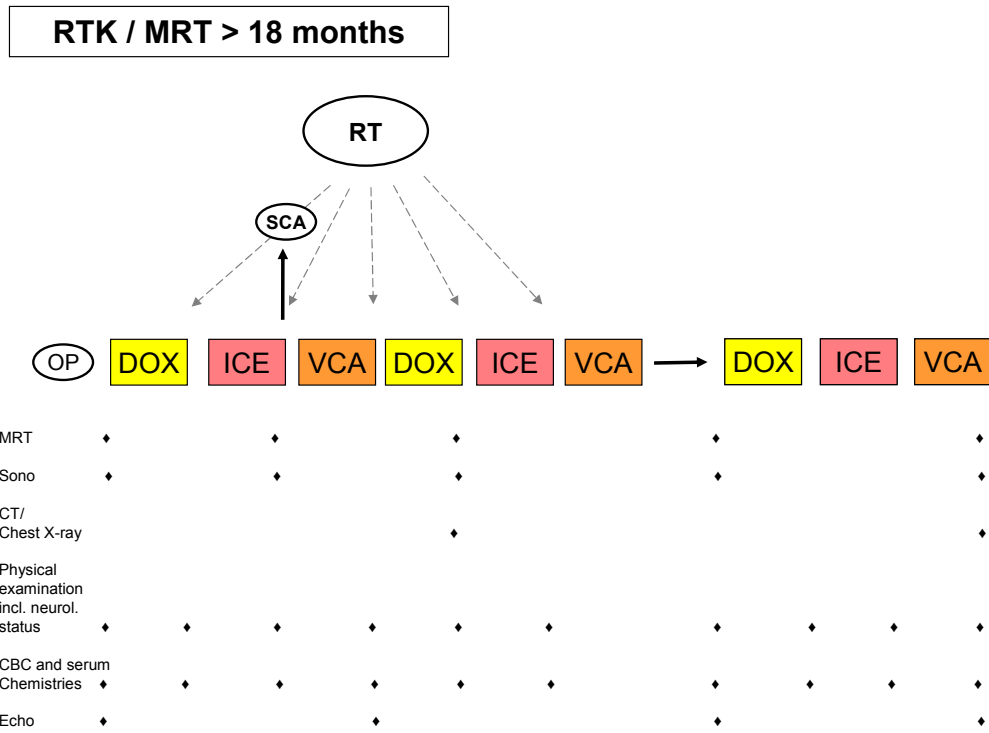 RTK / MRT > 18 months
RT
SCA
OP DOX ICE VCA DOX ICE VCA DOX ICE VCA
MRT
Sono
CT/
Chest X-ray
Physical
examination
incl. neurol.
status
CBC and serum
Chemistries
Echo